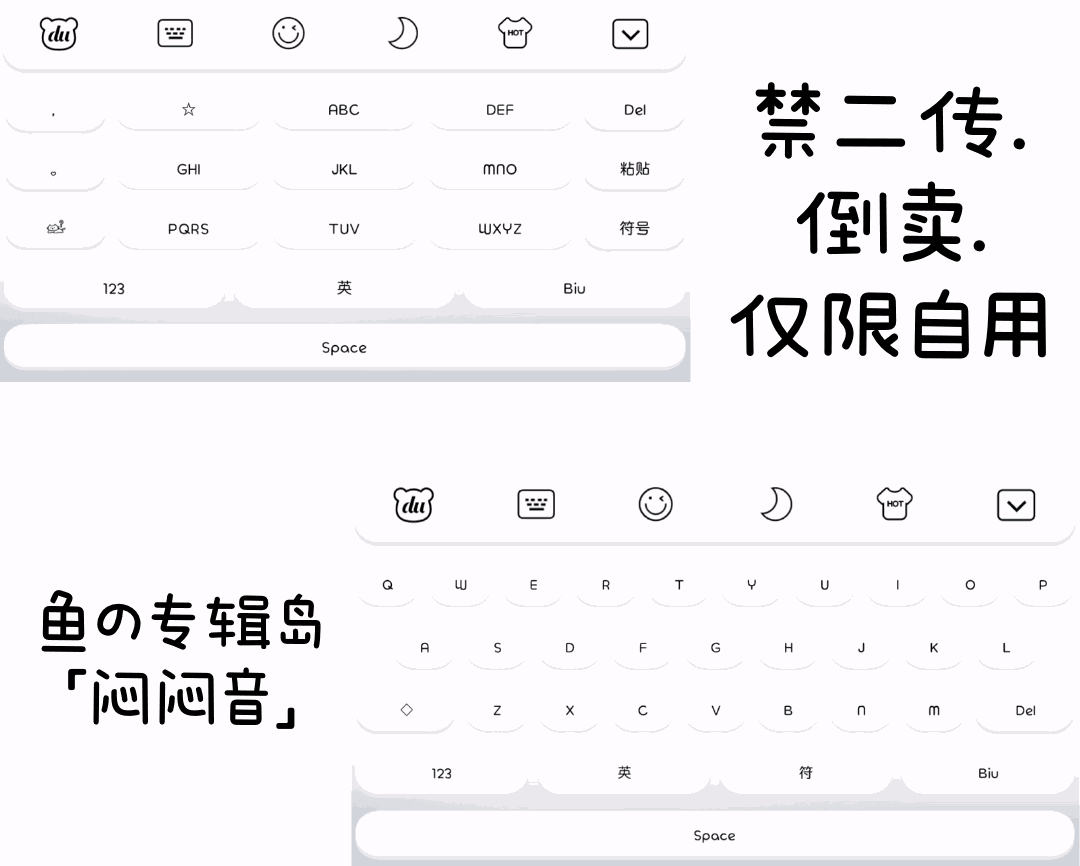 du HOT
, ☆ ABC DEF Del
。 GHI JKL MNO 粘贴
PQRS TUV WXYZ 符号
123 英 Biu
Space
禁二传.
倒卖.
仅限自用
鱼の专辑岛
「闷闷音」
du HOT
Q W E R T Y U I O P
A S D F G H J K L
◇ Z X C V B N M Del
123 英 符 Biu
Space